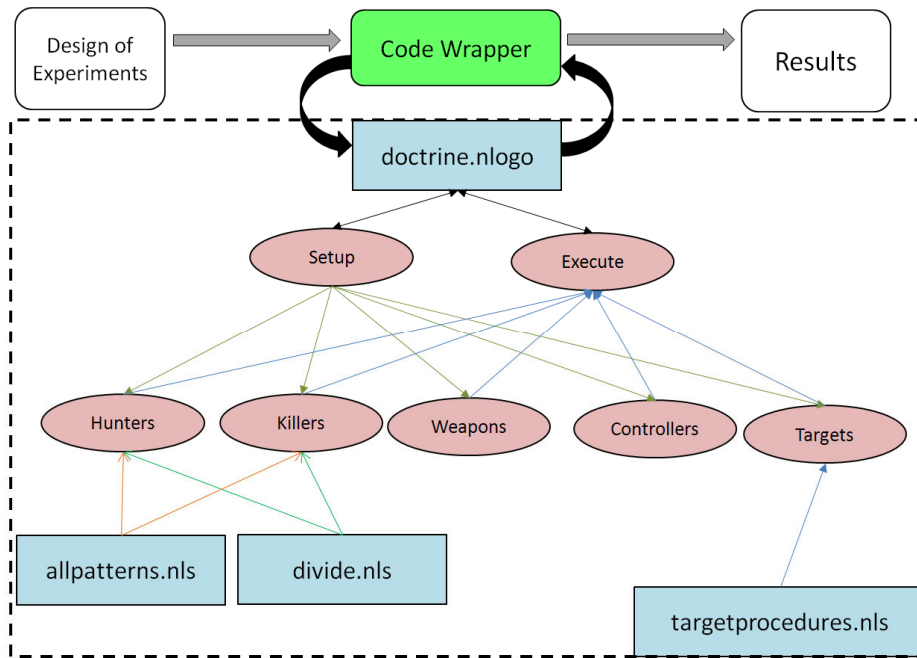 Design of
Experiments
Code Wrapper
Results
doctrine.nlogo
Setup
Execute
Hunters
Killers
Weapons
Controllers
Targets
allpatterns.nls
divide.nls
targetprocedures.nls